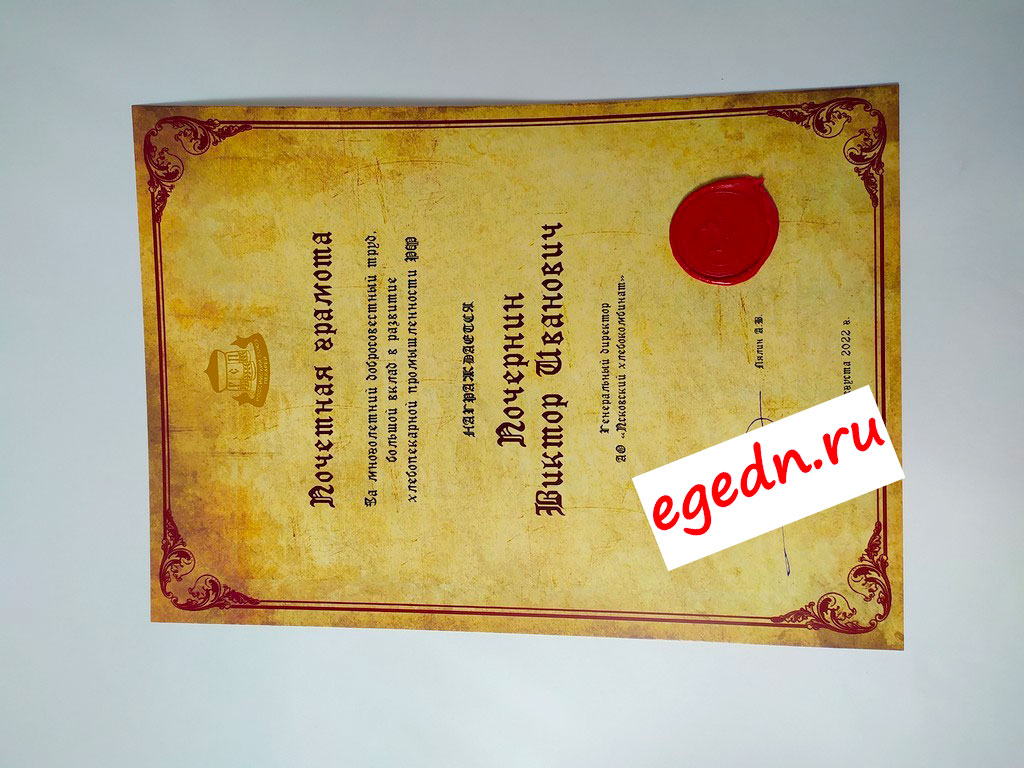 Почетная грамота
За многолетний добросовестный труд,
большой вклад в развитие
хлебопекарной промышленности РФ
НАГРАЖДАЕТСЯ
Почернин
Виктор Иванович
Генеральный директор
АО «Псковский хлебокомбинат»
Лялин А.В.
августа 2022 г.
egedn.ru